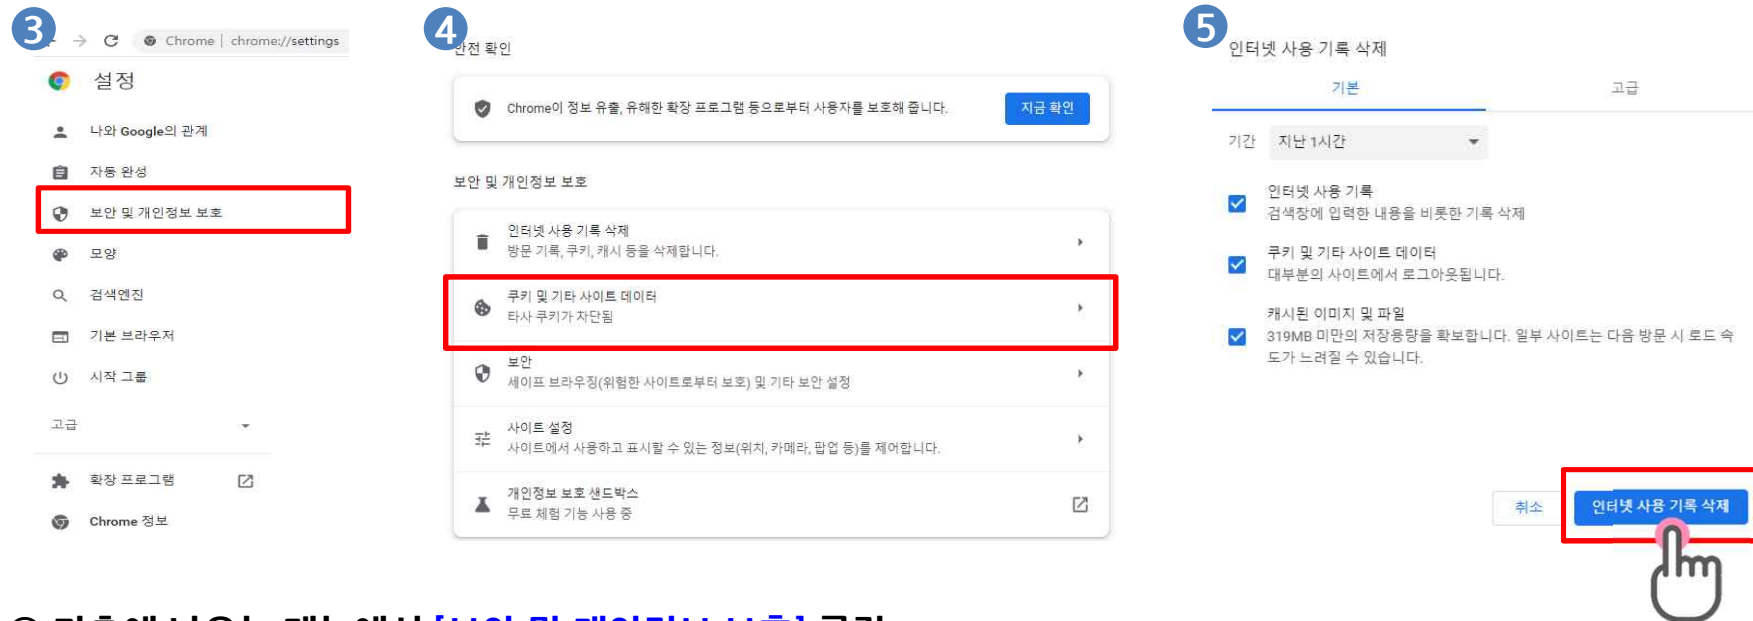 3
Chrome | chrome://settings
설정
나와 Google의 관계
자동 완성
보안 및 개인정보 보호
모양
검색엔진
기본 브라우저
시작 그룹
고급
확장 프로그램
Chrome 정보
4
안전 확인
Chrome이 정보 유출, 유해한 확장 프로그램 등으로부터 사용자를 보호해 줍니다.
지금 확인
보안 및 개인정보 보호
인터넷 사용 기록 삭제
방문 기록, 쿠키, 캐시 등을 삭제합니다.
쿠키 및 기타 사이트 데이터
타사 쿠키가 차단됨
보안
세이프 브라우징(위험한 사이트로부터 보호) 및 기타 보안 설정
사이트 설정
사이트에서 사용하고 표시할 수 있는 정보(위치, 카메라, 팝업 등)를 제어합니다.
개인정보 보호 샌드박스
무료 체험 기능 사용 중
5
인터넷 사용 기록 삭제
기본 고급
기간 지난 1시간
인터넷 사용 기록
검색창에 입력한 내용을 비롯한 기록 삭제
쿠키 및 기타 사이트 데이터
대부분의 사이트에서 로그아웃됩니다.
캐시된 이미지 및 파일
319MB 미만의 저장용량을 확보합니다. 일부 사이트는 다음 방문 시 로드 속
도가 느려질 수 있습니다.
취소 인터넷 사용 기록 삭제
[보안 및 개인정보 보호]